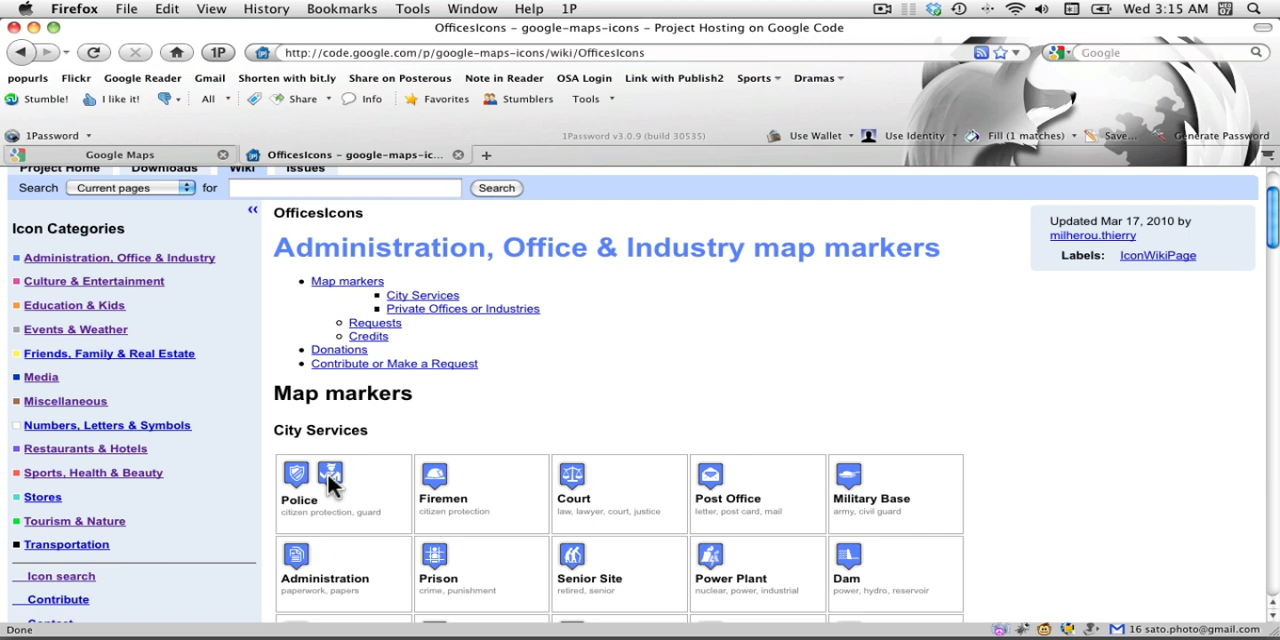 Firefox File Edit View History Bookmarks Tools Window Help 1P Wed 3:15 AM
OfficesIcons - google-maps-icons - Project Hosting on Google Code
1P http://code.google.com/p/google-maps-icons/wiki/OfficesIcons Google
popurls Flickr Google Reader Gmail Shorten with bit.ly Share on Posterous Note in Reader OSA Login Link with Publish2 Sports Dramas
Stumble! I like it! All Share Info Favorites Stumblers Tools
1Password 1Password v3.0.9 (build 30535) Use Wallet Use Identity Fill (1 matches) Save... Generate Password
Google Maps OfficesIcons - google-maps-ic...
Project Home Downloads Wiki Issues
Search Current pages for Search
OfficesIcons
Administration, Office & Industry map markers
Updated Mar 17, 2010 by
milherou.thierry
Labels: IconWikiPage
Icon Categories
Administration, Office & Industry
Culture & Entertainment
Education & Kids
Events & Weather
Friends, Family & Real Estate
Media
Miscellaneous
Numbers, Letters & Symbols
Restaurants & Hotels
Sports, Health & Beauty
Stores
Tourism & Nature
Transportation
Icon search
Contribute
Map markers
City Services
Private Offices or Industries
Requests
Credits
Donations
Contribute or Make a Request
Map markers
City Services
Police Firemen Court Post Office Military Base
citizen protection, guard citizen protection law, lawyer, court, justice letter, post card, mail army, civil guard
Administration Prison Senior Site Power Plant Dam
paperwork, papers crime, punishment retired, senior nuclear, power, industrial power, hydro, reservoir
Done 16 sato.photo@gmail.com